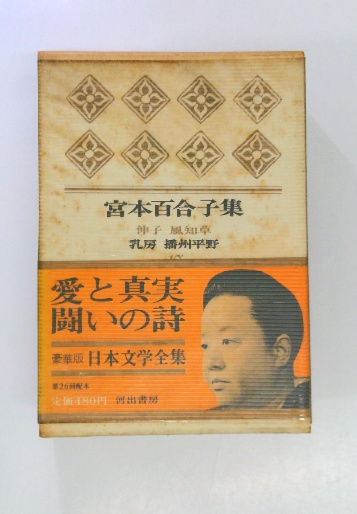 宮本百合子集
伸子 風知草
乳房 播州平野
愛と真実
闘いの詩
豪華版 日本文学全集
第26回配本
定価480円 河出書房